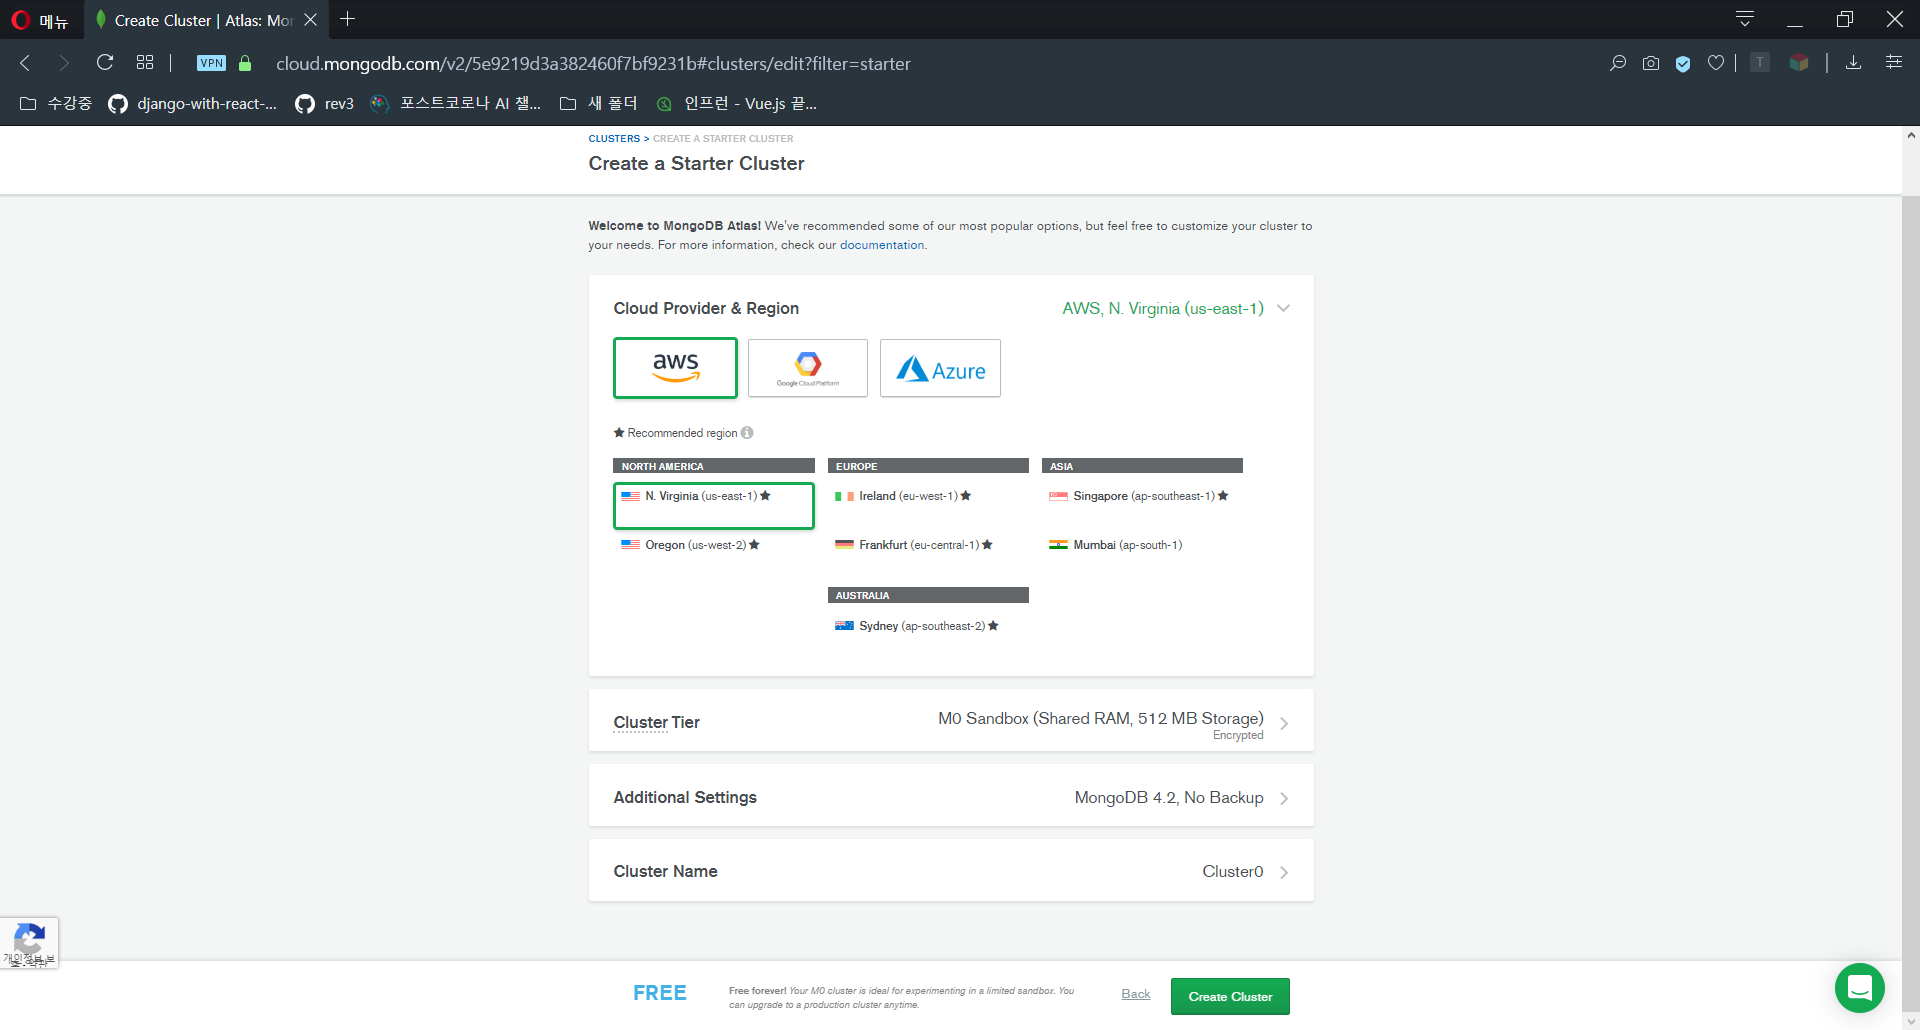 메뉴
Create Cluster | Atlas: Mon
VPN
cloud.mongodb.com/v2/5e9219d3a382460f7bf9231b#clusters/edit?filter=starter
T
수강중
django-with-react-...
rev3
포스트코로나 AI 챌...
새 폴더
인프런 - Vue.js 끝...
CLUSTERS > CREATE A STARTER CLUSTER
Create a Starter Cluster
Welcome to MongoDB Atlas! We've recommended some of our most popular options, but feel free to customize your cluster to
your needs. For more information, check our documentation.
Cloud Provider & Region
AWS, N. Virginia (us-east-1)
aws
Google Cloud Platform
Azure
★ Recommended region
NORTH AMERICA
EUROPE
ASIA
N. Virginia (us-east-1)★
Ireland (eu-west-1)★
Singapore (ap-southeast-1)★
Oregon (us-west-2)★
Frankfurt (eu-central-1)★
Mumbai (ap-south-1)
AUSTRALIA
Sydney (ap-southeast-2)★
Cluster Tier
M0 Sandbox (Shared RAM, 512 MB Storage)
Encrypted
Additional Settings
MongoDB 4.2, No Backup
Cluster Name
Cluster0
개인정보 보
FREE
Free forever! Your M0 cluster is ideal for experimenting in a limited sandbox. You
can upgrade to a production cluster anytime.
Back
Create Cluster